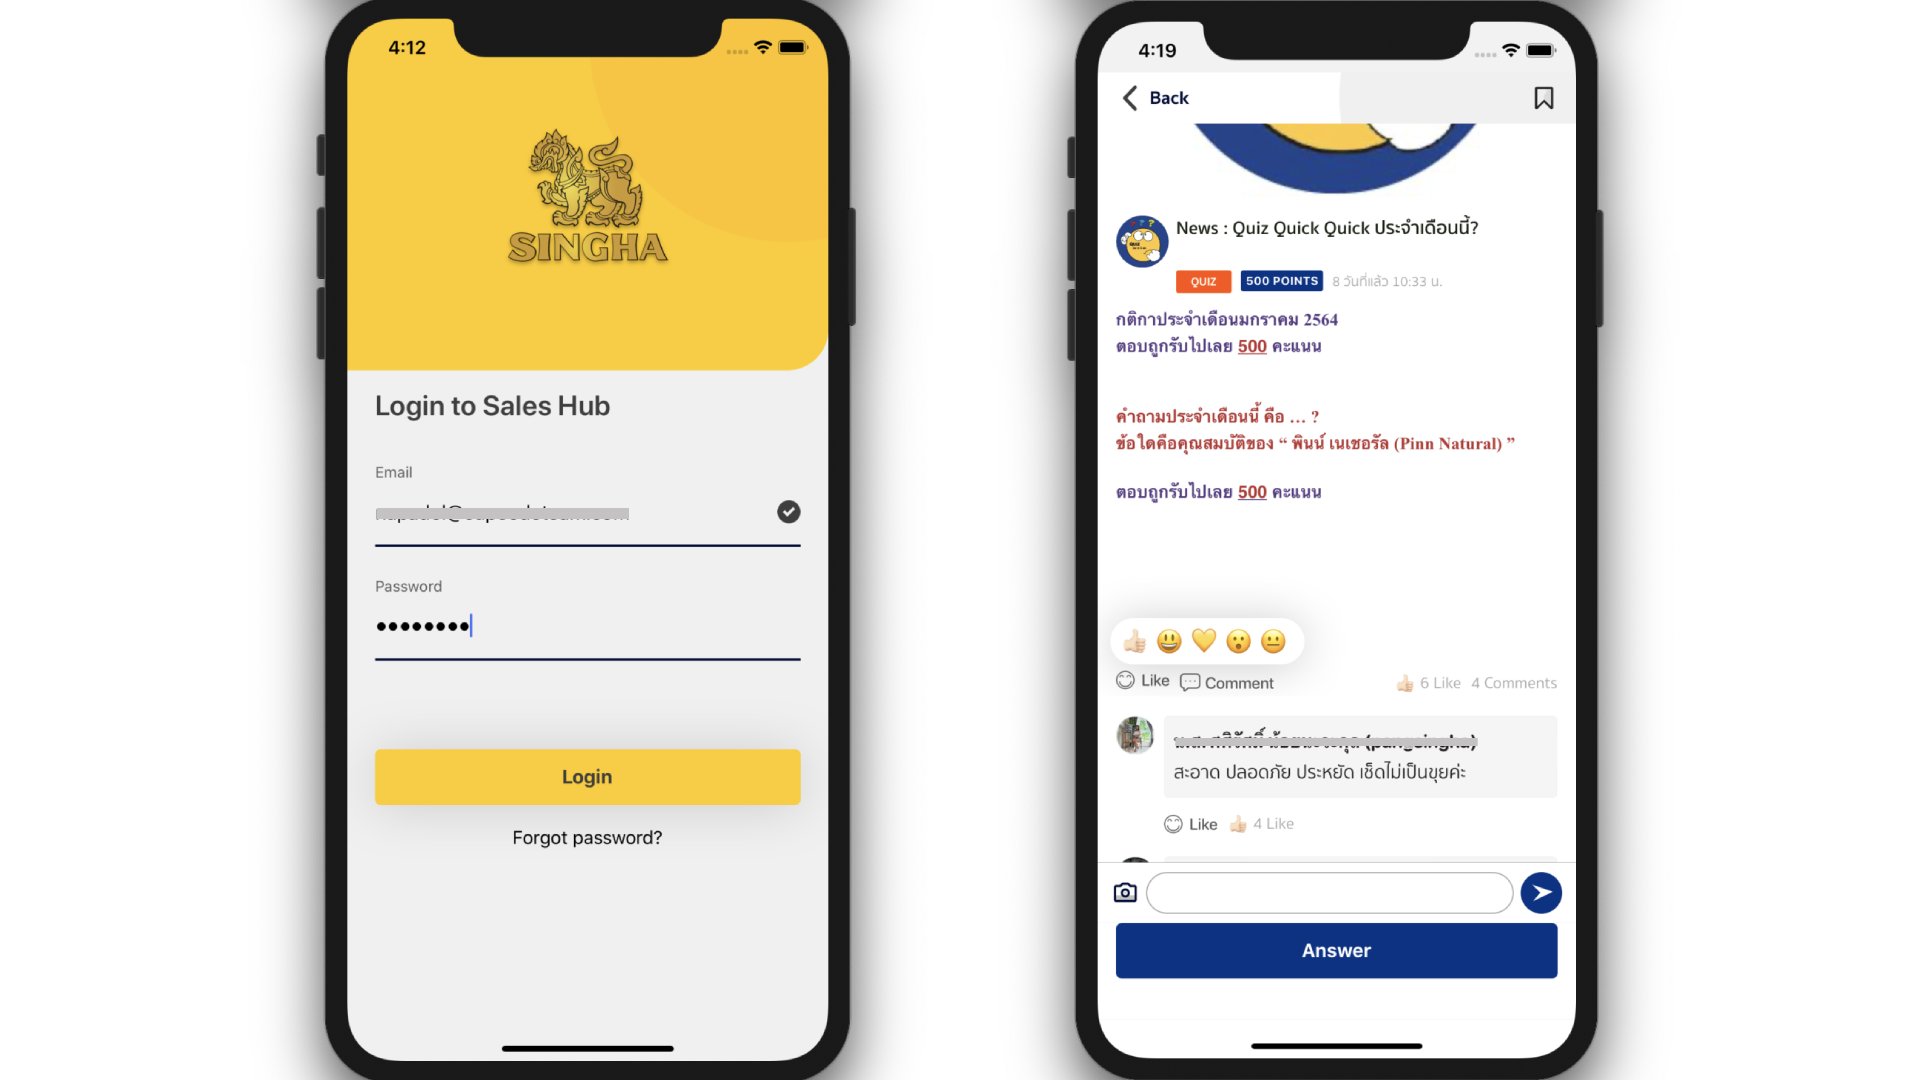 4:12
SINGHA
Login to Sales Hub
Email
Password
Login
Forgot password?
4:19
Back
News : Quiz Quick Quick ประจำเดือนนี้?
QUIZ
500 POINTS
8 วันที่แล้ว 10:33 น.
กติกาประจำเดือนมกราคม 2564
ตอบถูกรับไปเลย 500 คะแนน
คำถามประจำเดือนนี้ คือ ... ?
ข้อใดคือคุณสมบัติของ “ พินน์ เนเชอรัล (Pinn Natural) ”
ตอบถูกรับไปเลย 500 คะแนน
Like
Comment
6 Like
4 Comments
สะอาด ปลอดภัย ประหยัด เช็ดไม่เป็นขุยค่ะ
Like
4 Like
Answer